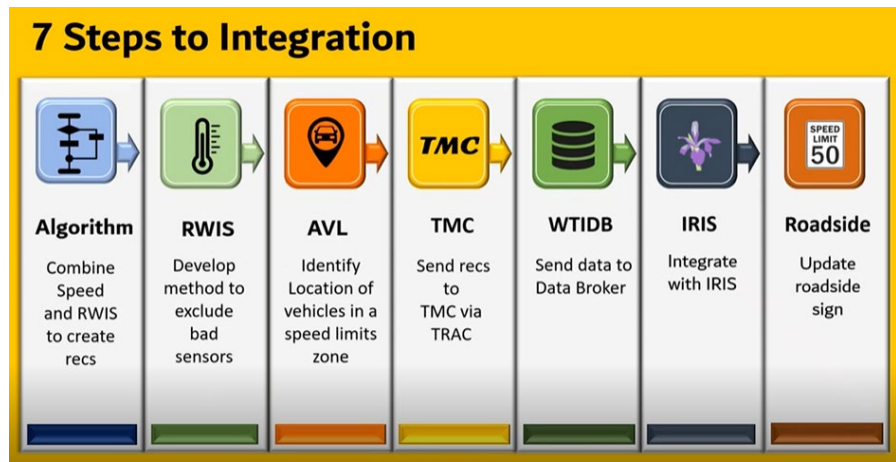 7 Steps to Integration
TMC
SPEED
LIMIT
50
Algorithm
Combine
Speed
and RWIS
to create
recs
RWIS
Develop
method to
exclude
bad
sensors
AVL
Identify
Location of
vehicles in a
speed limits
zone
TMC
Send recs
to
TMC via
TRAC
WTIDB
Send data to
Data Broker
IRIS
Integrate
with IRIS
Roadside
Update
roadside
sign